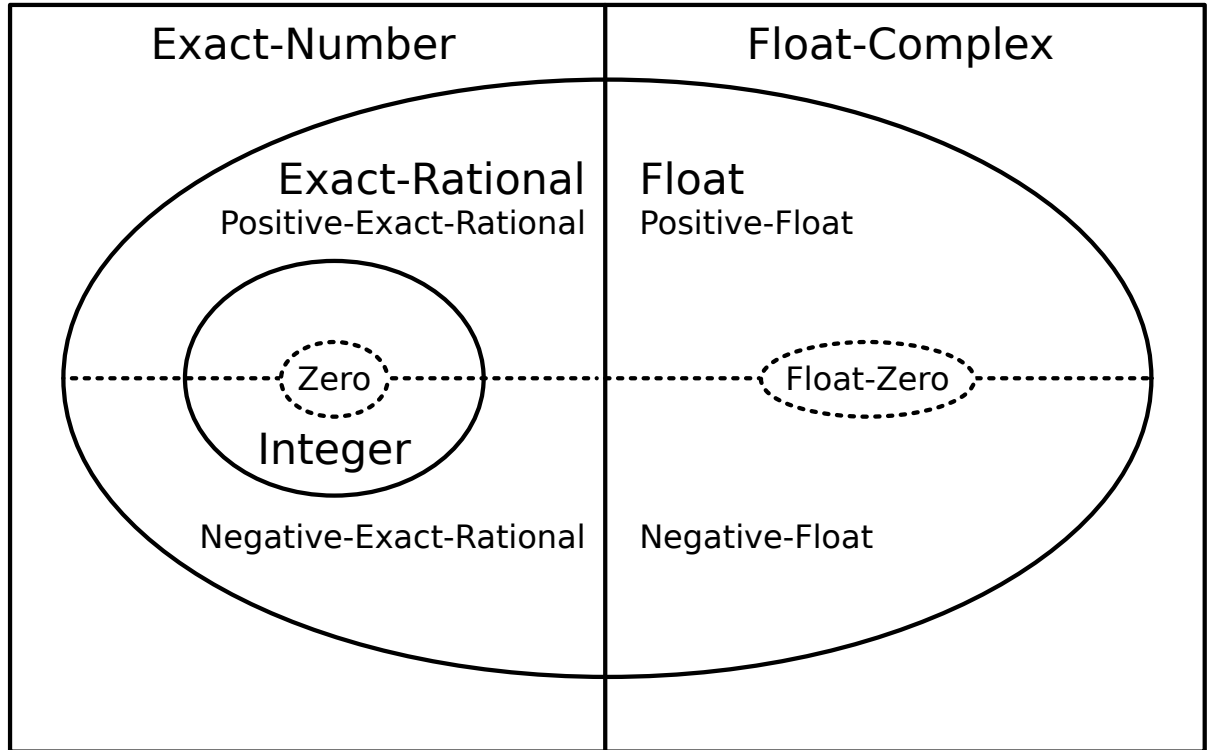 Exact-Number
Float-Complex
Exact-Rational
Float
Positive-Exact-Rational
Positive-Float
Zero
Float-Zero
Integer
Negative-Exact-Rational
Negative-Float